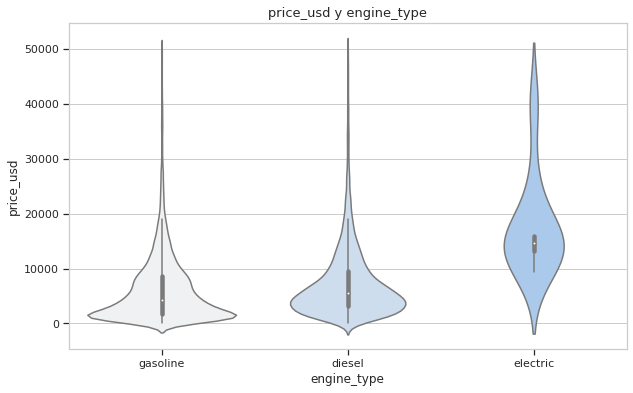 price_usd y engine_type
price_usd
50000
40000
30000
20000
10000
0
gasoline
diesel
electric
engine_type